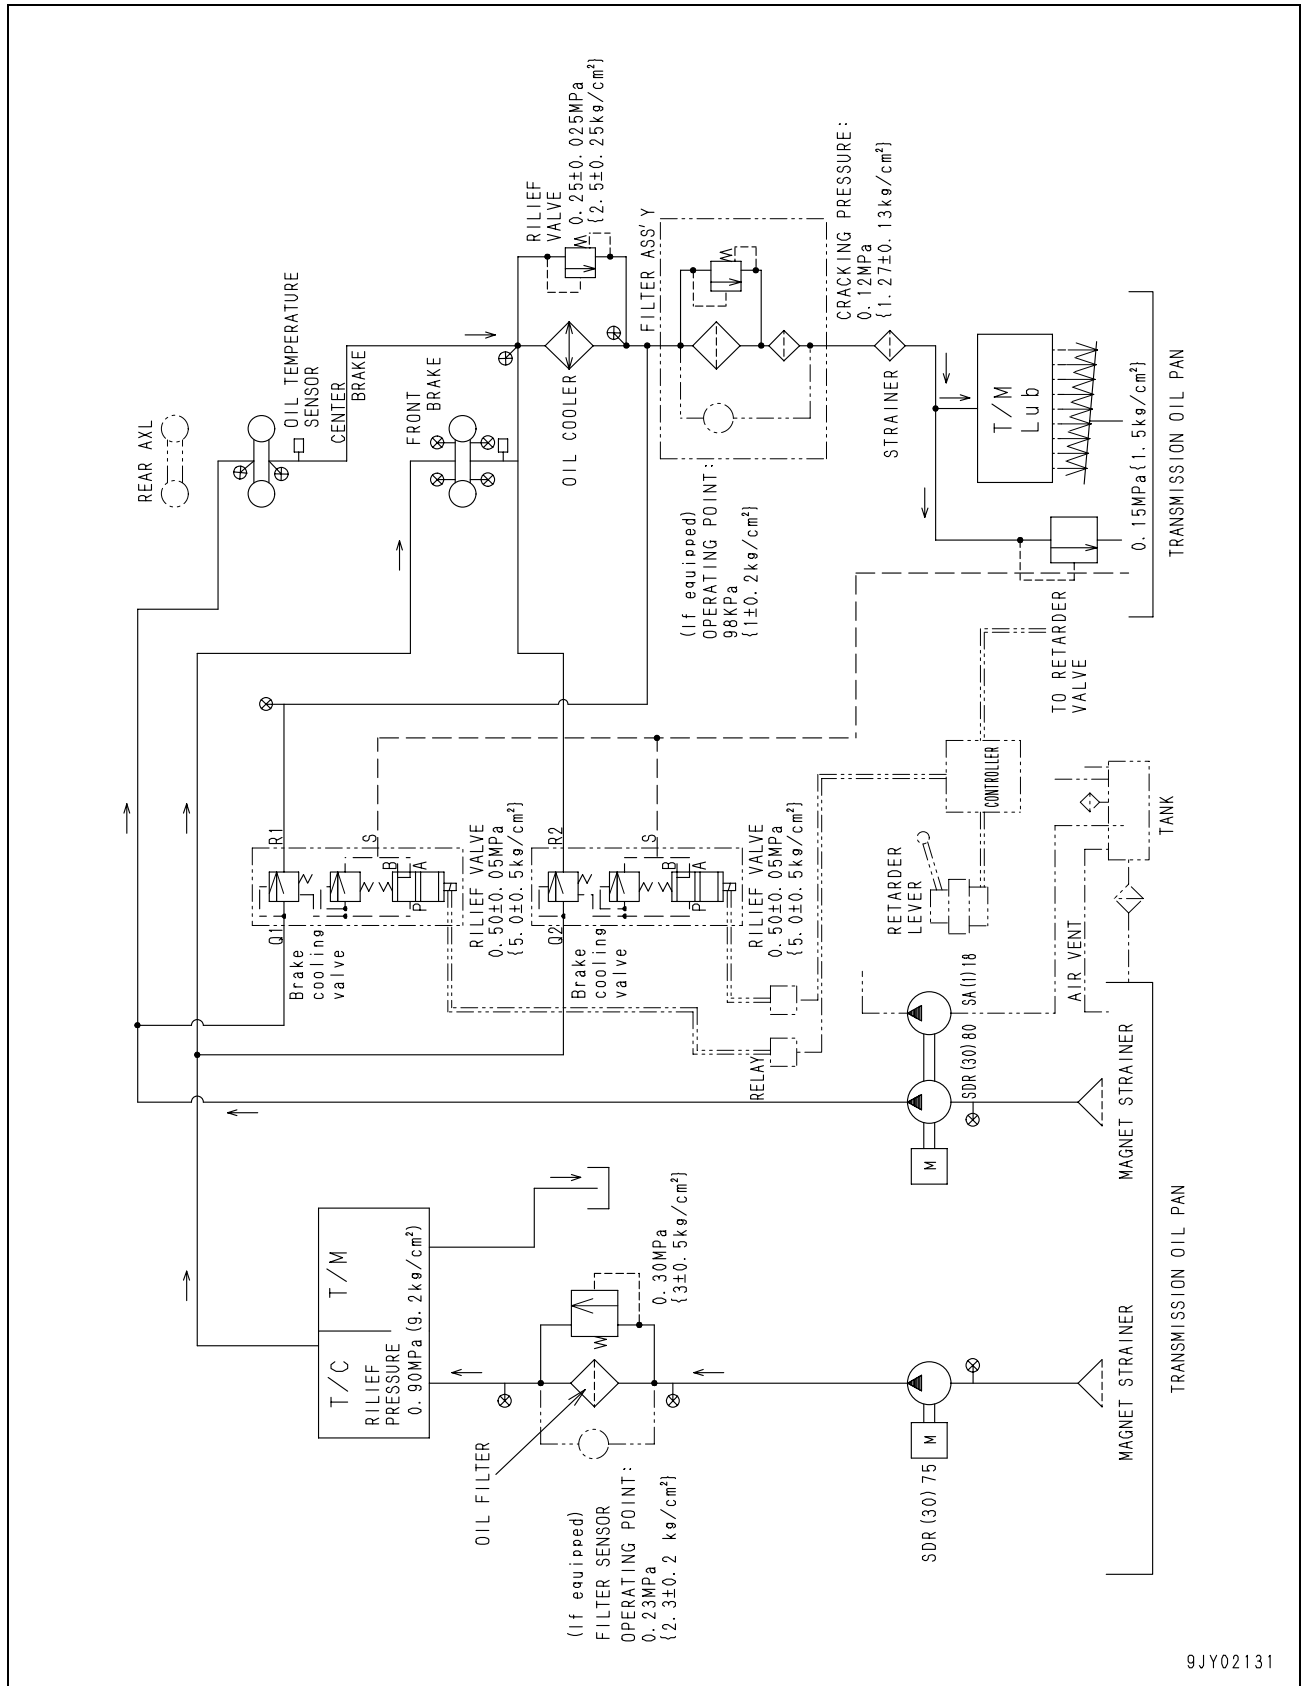 REAR AXL
OIL TEMPERATURE
SENSOR
CENTER
BRAKE
FRONT
BRAKE
RILIEF
VALVE
0.25±0.025MPa
{2.5±0.25kg/cm²}
OIL COOLER
FILTER ASS'Y
(If equipped)
OPERATING POINT:
98KPa
{1±0.2kg/cm²}
CRACKING PRESSURE:
0.12MPa
{1.27±0.13kg/cm²}
STRAINER
T/M
Lub
0.15MPa{1.5kg/cm²}
TRANSMISSION OIL PAN
Q1
R1
S
B
A
P
Brake
cooling
valve
RILIEF VALVE
0.50±0.05MPa
{5.0±0.5kg/cm²}
Q2
R2
S
B
A
P
Brake
cooling
valve
RILIEF VALVE
0.50±0.05MPa
{5.0±0.5kg/cm²}
RELAY
RETARDER
LEVER
CONTROLLER
TO RETARDER
VALVE
TANK
AIR VENT
SA(1)18
SDR(30)80
M
MAGNET STRAINER
T/C
T/M
RILIEF
PRESSURE
0.90MPa(9.2kg/cm²)
0.30MPa
{3±0.5kg/cm²}
OIL FILTER
(If equipped)
FILTER SENSOR
OPERATING POINT:
0.23MPa
{2.3±0.2 kg/cm²}
SDR(30)75
M
MAGNET STRAINER
TRANSMISSION OIL PAN
9JY02131